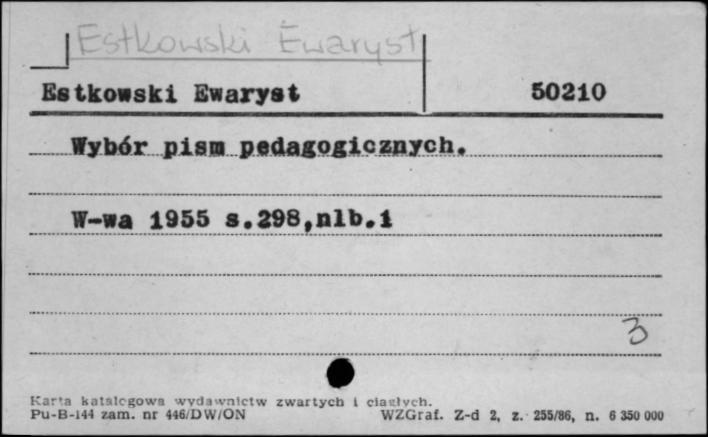 Estkowski Ewaryst
Estkowski Ewaryst 50210
Wybór pism pedagogicznych.
W-wa 1955 s.298,nlb.1
3
Karta katalogowa wydawnictw zwartych i ciągłych.
Pu-B-144 zam. nr 446/DW/ON WZGraf. Z-d 2, z. 255/86, n. 6 350 000